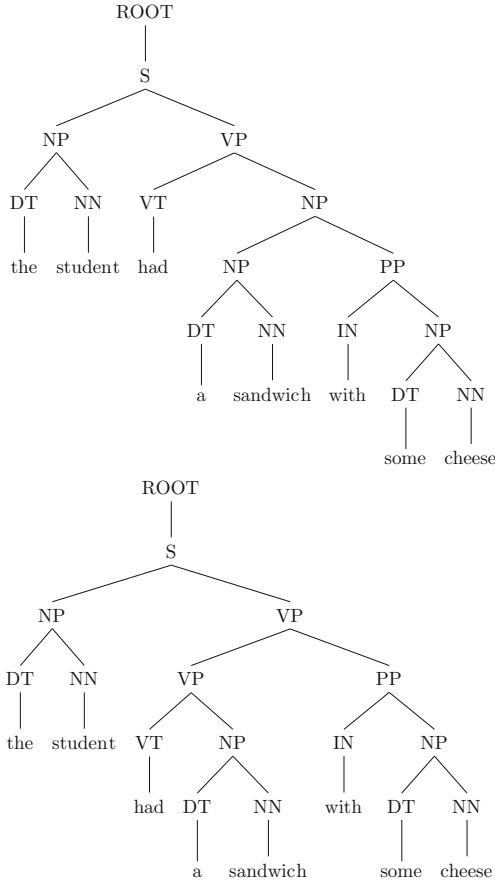 ROOT
S
NP VP
DT NN VT NP
the student had NP PP
DT NN IN NP
a sandwich with DT NN
some cheese
ROOT
S
NP VP
DT NN VP PP
the student VT NP IN NP
had DT NN with DT NN
a sandwich some cheese